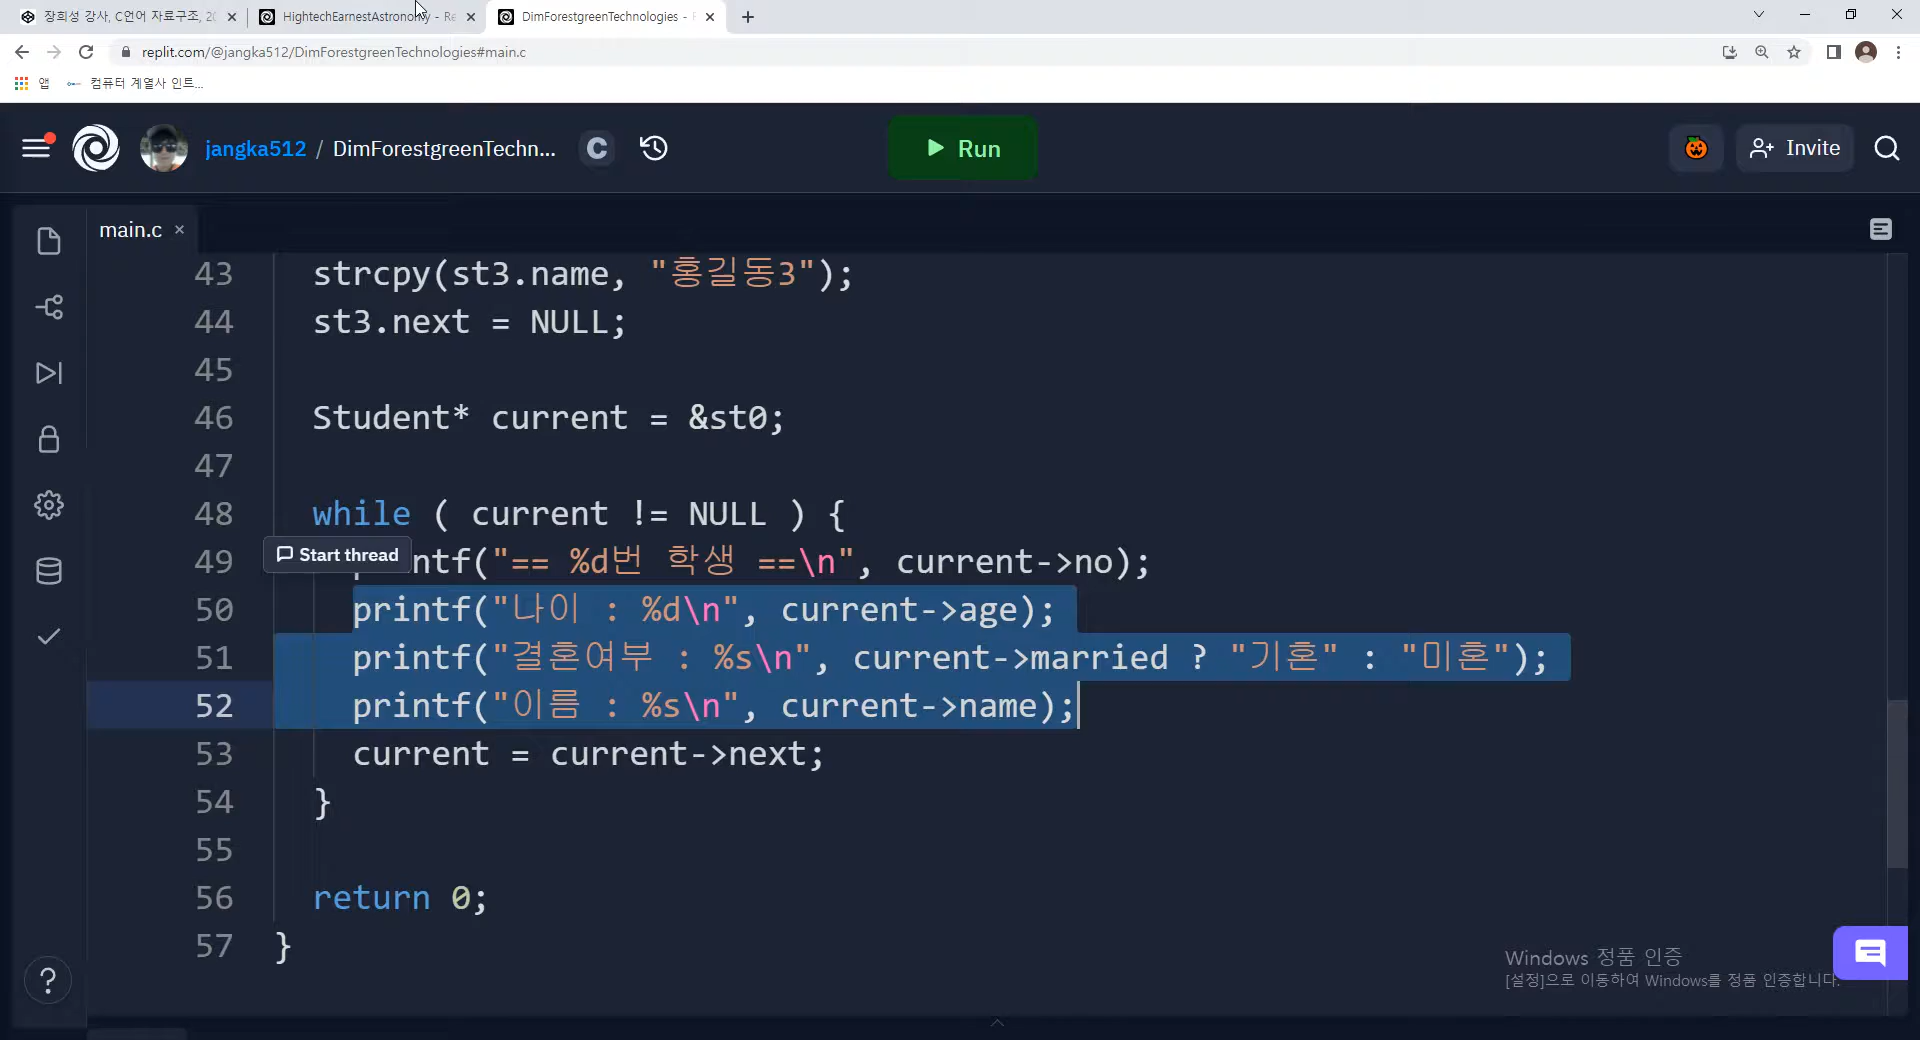 장희성 강사, C언어 자료구조, 20
HightechEarnestAstronomy - Re
DimForestgreenTechnologies - R
replit.com/@jangka512/DimForestgreenTechnologies#main.c
앱
컴퓨터 계열사 인트...
jangka512 / DimForestgreenTechn...
C
Run
Invite
main.c
43 strcpy(st3.name, "홍길동3");
44 st3.next = NULL;
45
46 Student* current = &st0;
47
48 while ( current != NULL ) {
Start thread
49 ntf("== %d번 학생 ==\n", current->no);
50 printf("나이 : %d\n", current->age);
51 printf("결혼여부 : %s\n", current->married ? "기혼" : "미혼");
52 printf("이름 : %s\n", current->name);
53 current = current->next;
54 }
55
56 return 0;
57 }
Windows 정품 인증
[설정]으로 이동하여 Windows를 정품 인증합니다.